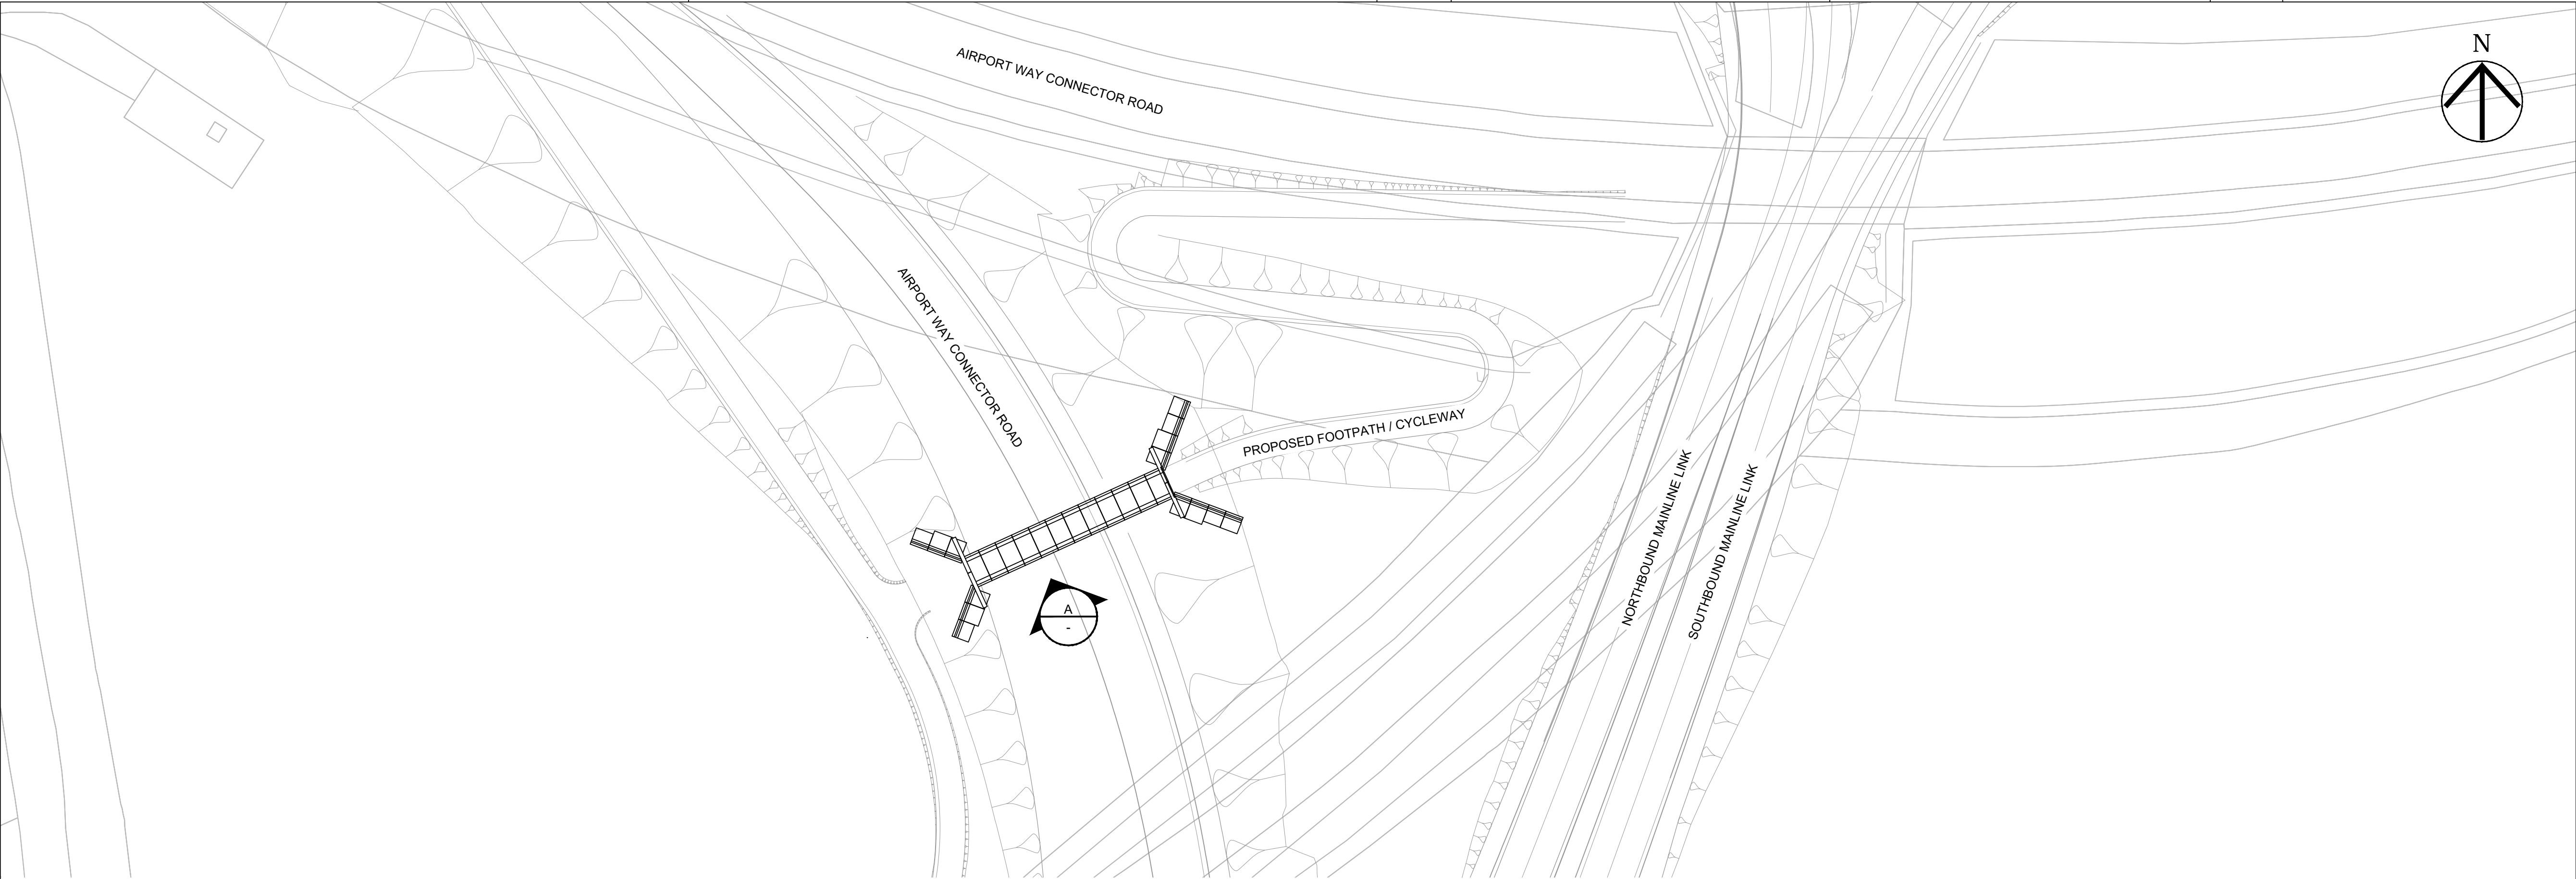 AIRPORT WAY CONNECTOR ROAD
N
AIRPORT WAY CONNECTOR ROAD
PROPOSED FOOTPATH / CYCLEWAY
NORTHBOUND MAINLINE LINK
SOUTHBOUND MAINLINE LINK
A
-